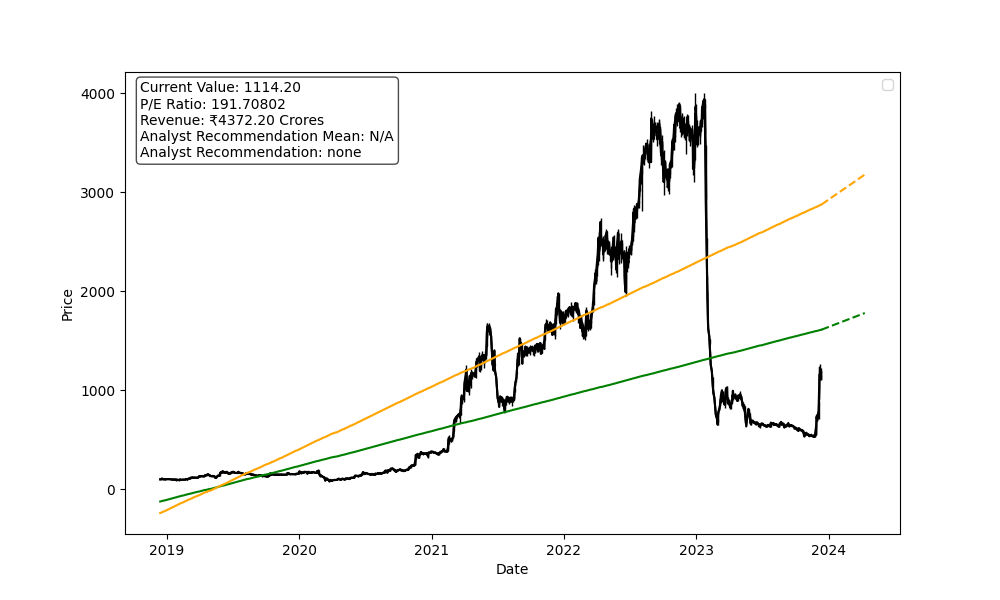 Current Value: 1114.20
P/E Ratio: 191.70802
Revenue: ₹4372.20 Crores
Analyst Recommendation Mean: N/A
Analyst Recommendation: none
4000
3000
2000
1000
0
Price
2019
2020
2021
2022
2023
2024
Date